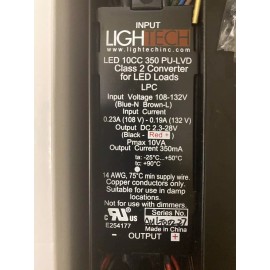 INPUT
LIGHTECH
www.lightechinc.com
LED 10CC 350 PU-LVD
Class 2 Converter
for LED Loads
LPC
Input Voltage 108-132V
(Blue-N Brown-L)
Input Current
0.23A (108 V) - 0.19A (132 V)
Output DC 2.3-28V
(Black - Red +)
Pmax 10VA
Output Current 350mA
ta: -25°C...+50°C
tc: +90°C
14 AWG, 75°C min supply wire.
Copper conductors only.
Suitable for use in damp
locations.
Not for use with dimmers.
Series No.
c UL US
E254177
- OUTPUT +